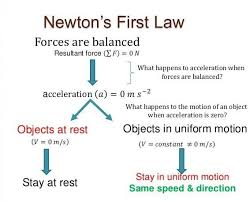 Newton's First Law
Forces are balanced
Resultant force (∑F) = 0 N
What happens to acceleration when
forces are balanced?
acceleration (a) = 0 m s⁻²
What happens to the motion of an object
when acceleration is zero?
Objects at rest
(V = 0 m/s)
Objects in uniform motion
(V = constant ≠ 0 m/s)
Stay at rest
Stay in uniform motion
Same speed & direction